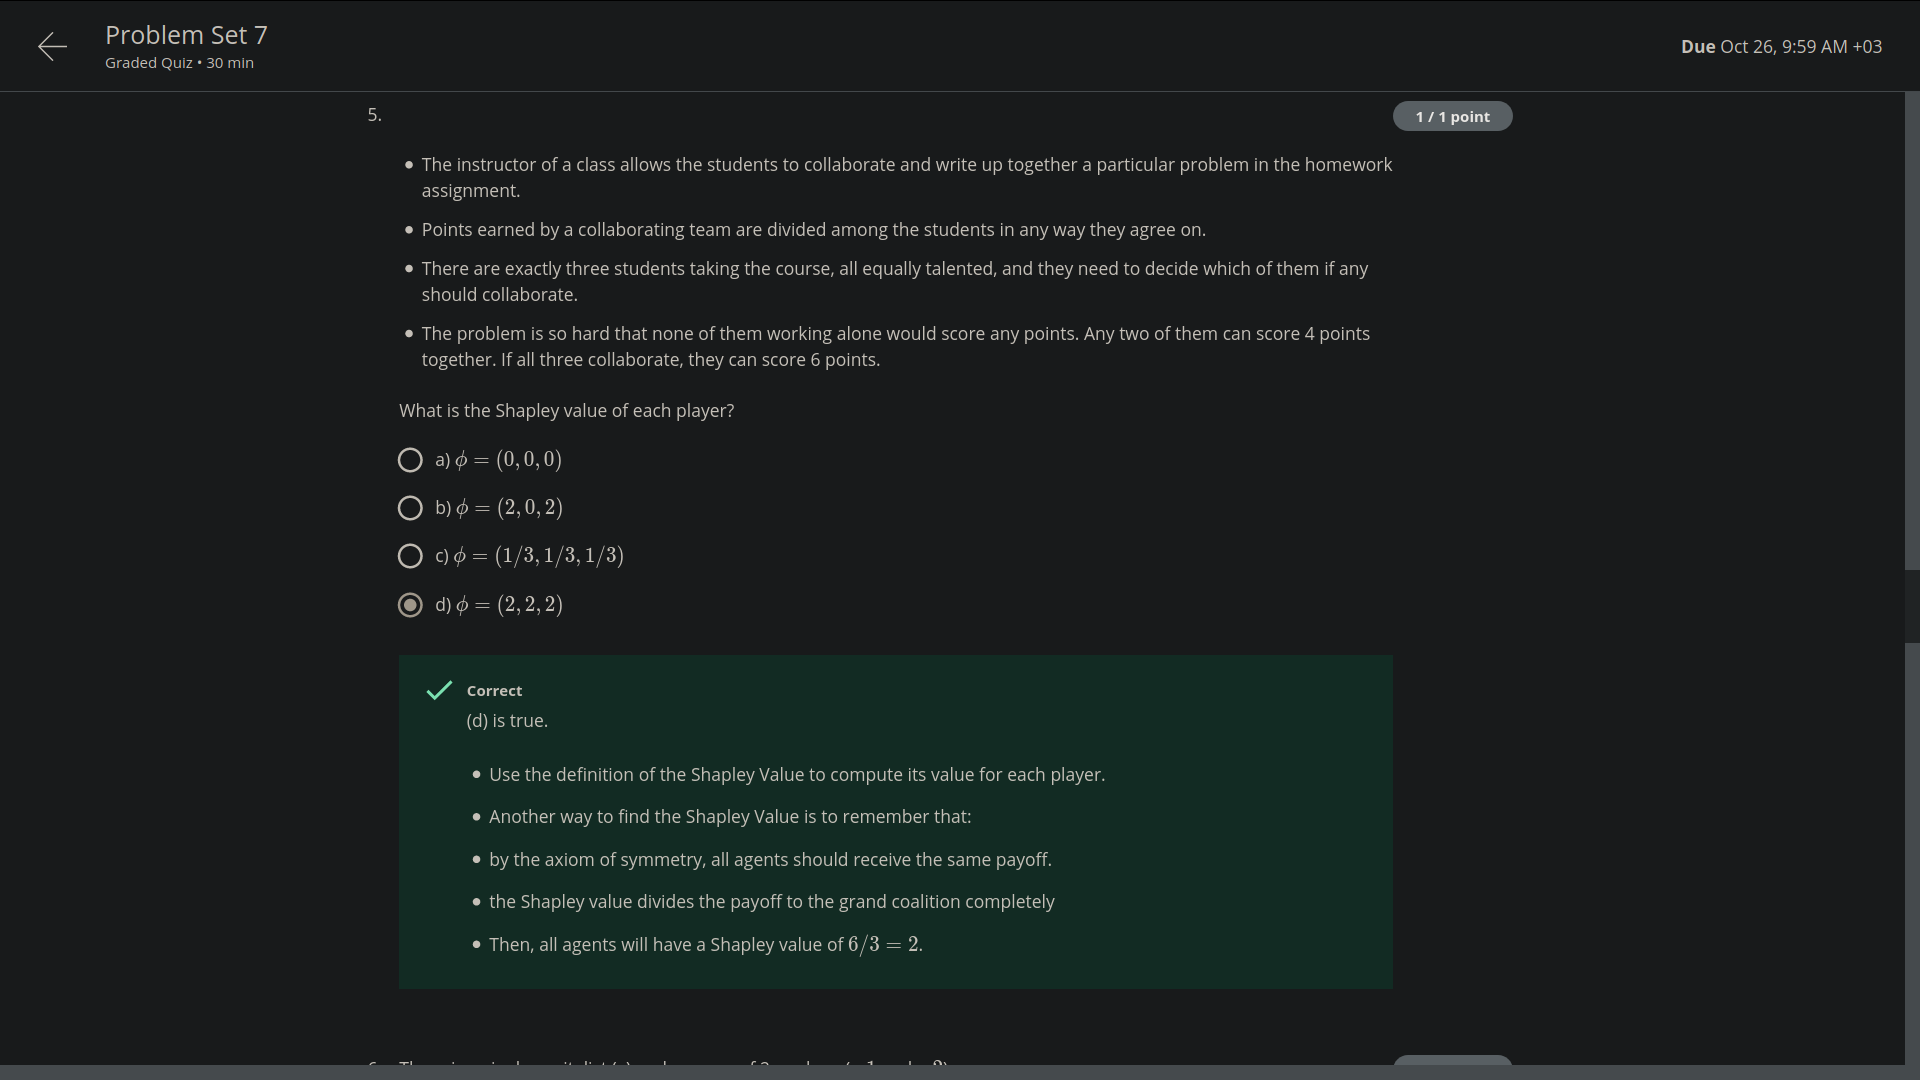 Problem Set 7
Graded Quiz • 30 min
Due Oct 26, 9:59 AM +03
5.
1 / 1 point
• The instructor of a class allows the students to collaborate and write up together a particular problem in the homework
assignment.
• Points earned by a collaborating team are divided among the students in any way they agree on.
• There are exactly three students taking the course, all equally talented, and they need to decide which of them if any
should collaborate.
• The problem is so hard that none of them working alone would score any points. Any two of them can score 4 points
together. If all three collaborate, they can score 6 points.
What is the Shapley value of each player?
a) ϕ = (0, 0, 0)
b) ϕ = (2, 0, 2)
c) ϕ = (1/3, 1/3, 1/3)
d) ϕ = (2, 2, 2)
Correct
(d) is true.
• Use the definition of the Shapley Value to compute its value for each player.
• Another way to find the Shapley Value is to remember that:
• by the axiom of symmetry, all agents should receive the same payoff.
• the Shapley value divides the payoff to the grand coalition completely
• Then, all agents will have a Shapley value of 6/3 = 2.